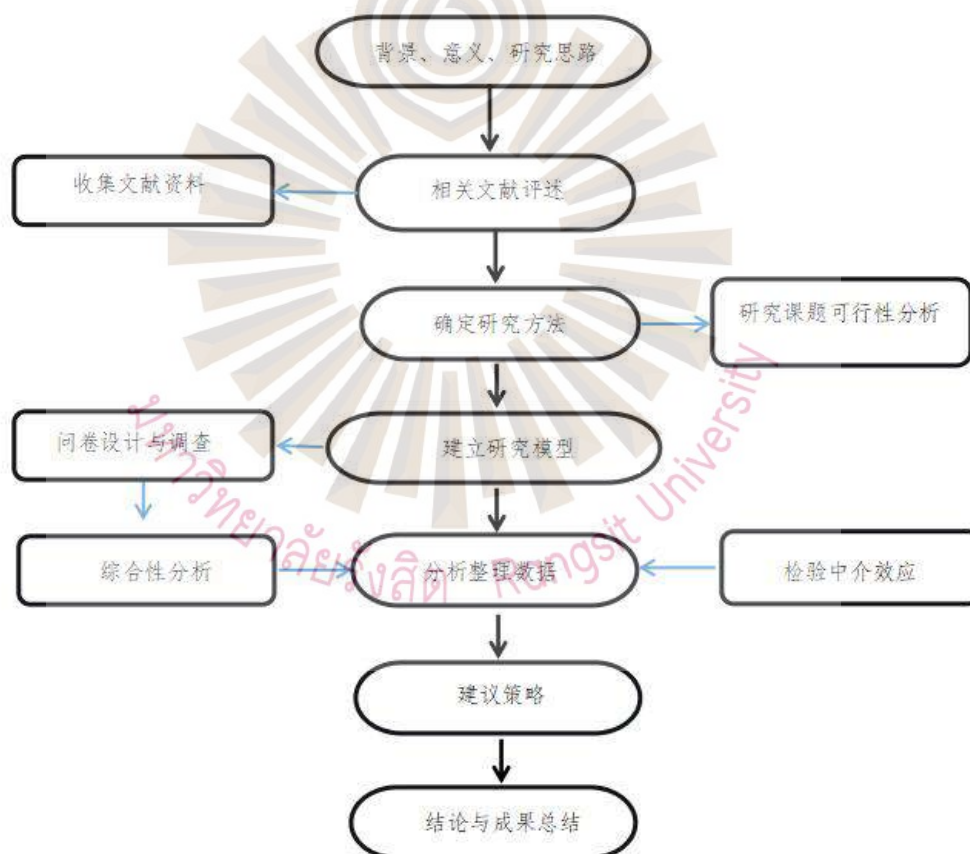 背景、意义、研究思路
收集文献资料
相关文献评述
确定研究方法
研究课题可行性分析
问卷设计与调查
建立研究模型
综合性分析
分析整理数据
检验中介效应
建议策略
结论与成果总结
มหาวิทยาลัยรังสิต Rangsit University